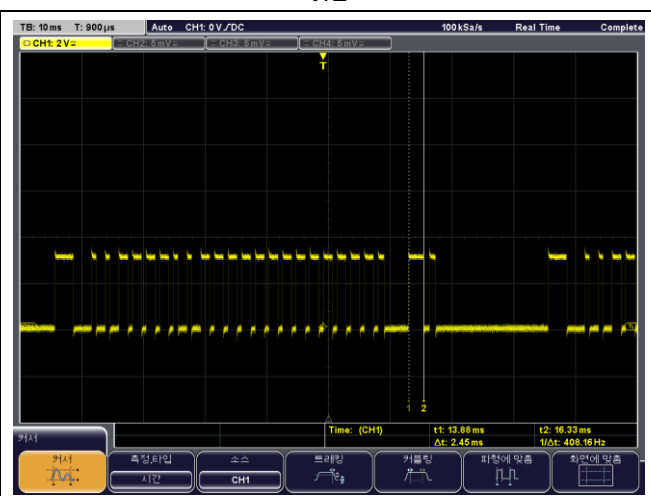 TB: 10 ms T: 900 µs Auto CH1: 0 V / DC 100 kSa/s Real Time Complete
CH1: 2 V CH2: 5 mV CH3: 5 mV CH4: 5 mV
T
1 2
Time: (CH1) t1: 13.88 ms t2: 16.33 ms
Δt: 2.45 ms 1/Δt: 408.16 Hz
커서
커서 측정,타입 소스 트래킹 커플링 파형에 맞춤 화면에 맞춤
시간 CH1